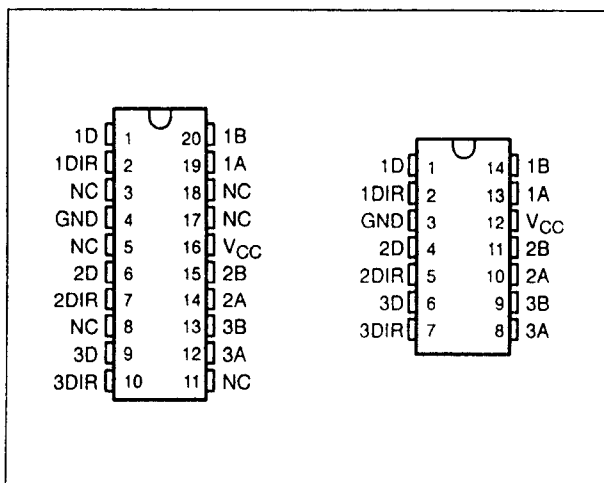 1D 1 20 1B
1DIR 2 19 1A
NC 3 18 NC
GND 4 17 NC
NC 5 16 VCC
2D 6 15 2B
2DIR 7 14 2A
NC 8 13 3B
3D 9 12 3A
3DIR 10 11 NC
1D 1 14 1B
1DIR 2 13 1A
GND 3 12 VCC
2D 4 11 2B
2DIR 5 10 2A
3D 6 9 3B
3DIR 7 8 3A